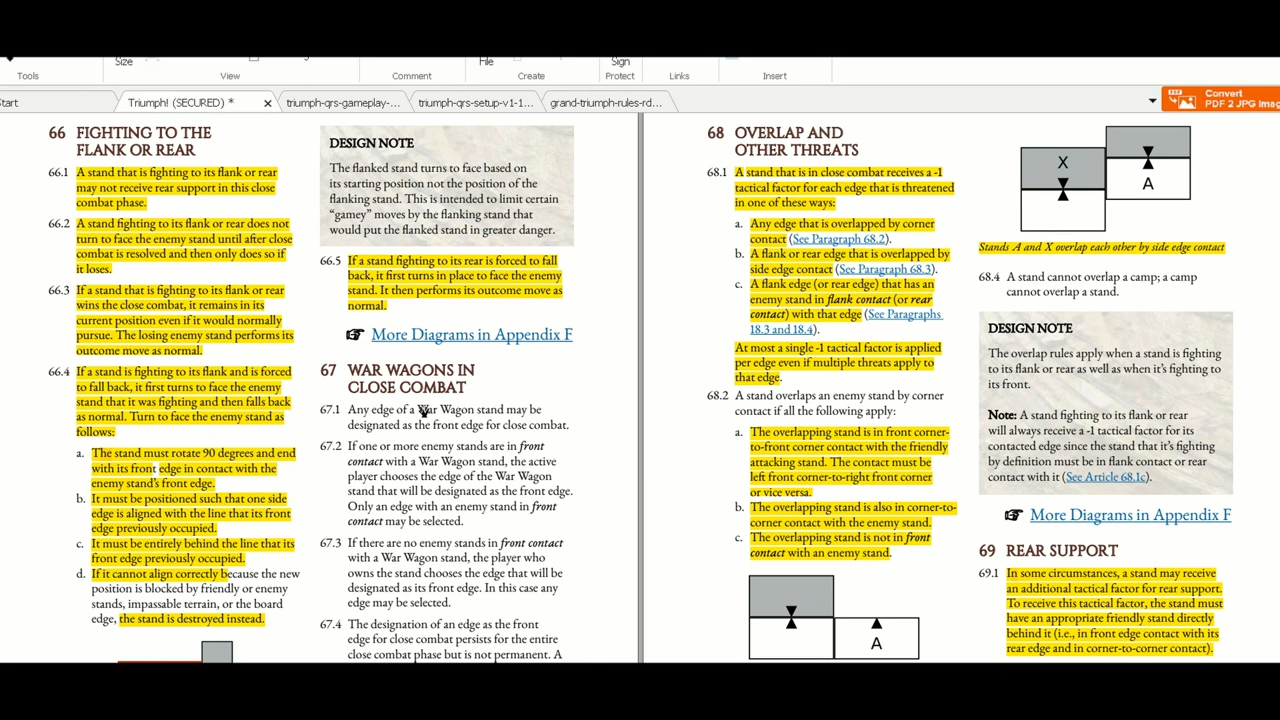 Size
File
Sign
Tools
View
Comment
Create
Protect
Links
Insert
Start
Triumph! (SECURED) *
triumph-qrs-gameplay-...
triumph-qrs-setup-v1-1...
grand-triumph-rules-rd...
Convert
PDF 2 JPG Imag
66 FIGHTING TO THE
FLANK OR REAR
66.1 A stand that is fighting to its flank or rear
may not receive rear support in this close
combat phase.
66.2 A stand fighting to its flank or rear does not
turn to face the enemy stand until after close
combat is resolved and then only does so if
it loses.
66.3 If a stand that is fighting to its flank or rear
wins the close combat, it remains in its
current position even if it would normally
pursue. The losing enemy stand performs its
outcome move as normal.
66.4 If a stand is fighting to its flank and is forced
to fall back, it first turns to face the enemy
stand that it was fighting and then falls back
as normal. Turn to face the enemy stand as
follows:
a. The stand must rotate 90 degrees and end
with its front edge in contact with the
enemy stand's front edge.
b. It must be positioned such that one side
edge is aligned with the line that its front
edge previously occupied.
c. It must be entirely behind the line that its
front edge previously occupied.
d. If it cannot align correctly because the new
position is blocked by friendly or enemy
stands, impassable terrain, or the board
edge, the stand is destroyed instead.
DESIGN NOTE
The flanked stand turns to face based on
its starting position not the position of the
flanking stand. This is intended to limit certain
"gamey" moves by the flanking stand that
would put the flanked stand in greater danger.
66.5 If a stand fighting to its rear is forced to fall
back, it first turns in place to face the enemy
stand. It then performs its outcome move as
normal.
More Diagrams in Appendix F
67 WAR WAGONS IN
CLOSE COMBAT
67.1 Any edge of a War Wagon stand may be
designated as the front edge for close combat.
67.2 If one or more enemy stands are in front
contact with a War Wagon stand, the active
player chooses the edge of the War Wagon
stand that will be designated as the front edge.
Only an edge with an enemy stand in front
contact may be selected.
67.3 If there are no enemy stands in front contact
with a War Wagon stand, the player who
owns the stand chooses the edge that will be
designated as its front edge. In this case any
edge may be selected.
67.4 The designation of an edge as the front
edge for close combat persists for the entire
close combat phase but is not permanent. A
68 OVERLAP AND
OTHER THREATS
68.1 A stand that is in close combat receives a -1
tactical factor for each edge that is threatened
in one of these ways:
a. Any edge that is overlapped by corner
contact (See Paragraph 68.2).
b. A flank or rear edge that is overlapped by
side edge contact (See Paragraph 68.3).
c. A flank edge (or rear edge) that has an
enemy stand in flank contact (or rear
contact) with that edge (See Paragraphs
18.3 and 18.4).
At most a single -1 tactical factor is applied
per edge even if multiple threats apply to
that edge.
68.2 A stand overlaps an enemy stand by corner
contact if all the following apply:
a. The overlapping stand is in front corner-
to-front corner contact with the friendly
attacking stand. The contact must be
left front corner-to-right front corner
or vice versa.
b. The overlapping stand is also in corner-to-
corner contact with the enemy stand.
c. The overlapping stand is not in front
contact with an enemy stand.
A
X
A
Stands A and X overlap each other by side edge contact
68.4 A stand cannot overlap a camp; a camp
cannot overlap a stand.
DESIGN NOTE
The overlap rules apply when a stand is fighting
to its flank or rear as well as when it's fighting to
its front.
Note: A stand fighting to its flank or rear
will always receive a -1 tactical factor for its
contacted edge since the stand that it's fighting
by definition must be in flank contact or rear
contact with it (See Article 68.1c).
More Diagrams in Appendix F
69 REAR SUPPORT
69.1 In some circumstances, a stand may receive
an additional tactical factor for rear support.
To receive this tactical factor, the stand must
have an appropriate friendly stand directly
behind it (i.e., in front edge contact with its
rear edge and in corner-to-corner contact).